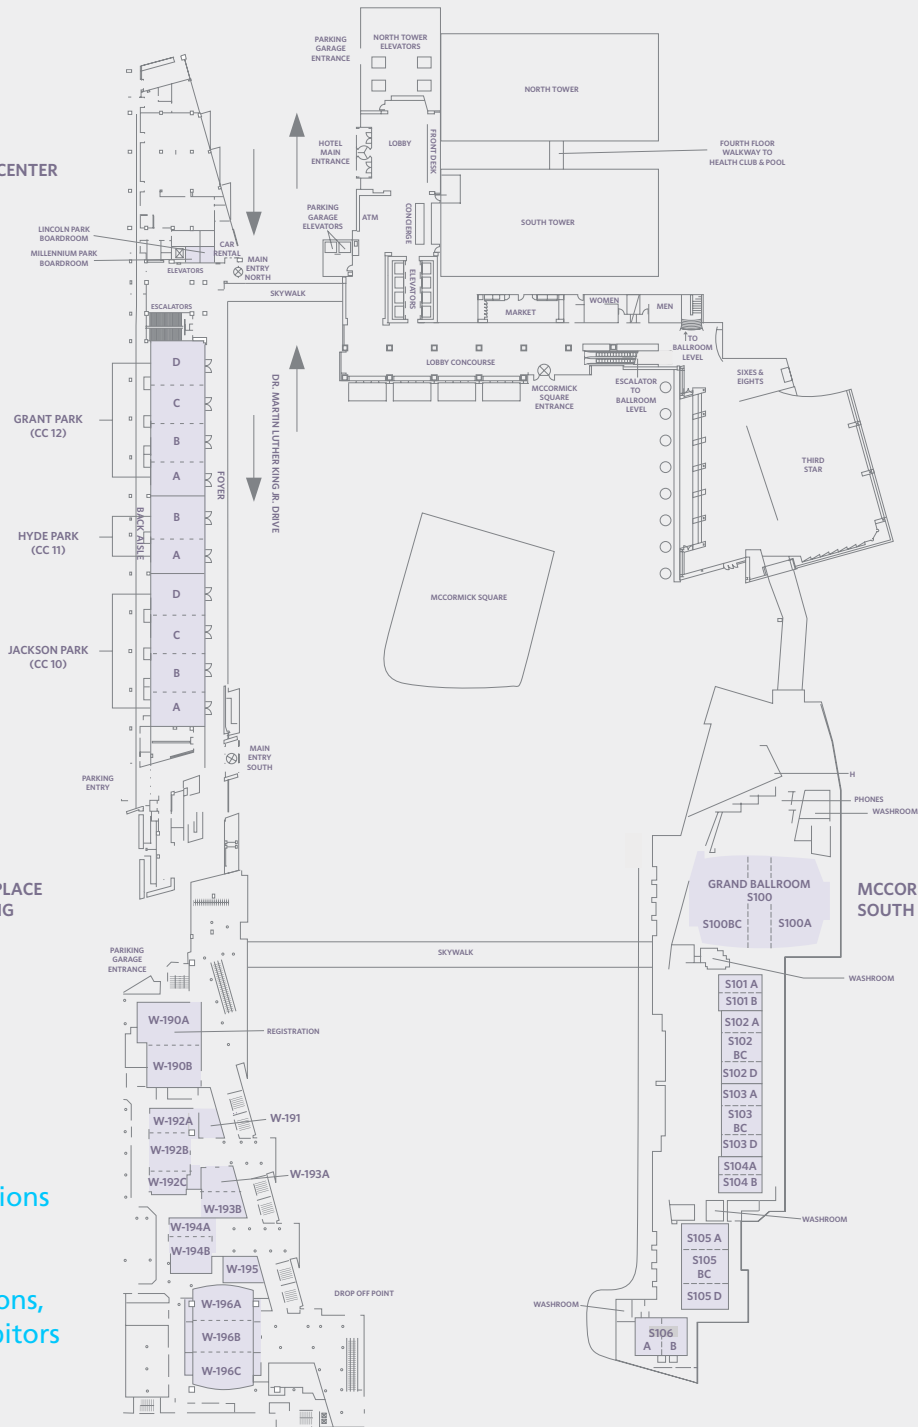 PARKING
GARAGE
ENTRANCE
NORTH TOWER
ELEVATORS
NORTH TOWER
HOTEL
MAIN
ENTRANCE
LOBBY
FRONT DESK
FOURTH FLOOR
WALKWAY TO
HEALTH CLUB & POOL
CENTER
PARKING
GARAGE
ELEVATORS
ATM
CONCIERGE
SOUTH TOWER
LINCOLN PARK
BOARDROOM
MILLENNIUM PARK
BOARDROOM
CAR
RENTAL
ELEVATORS
MAIN
ENTRY
NORTH
SKYWALK
ELEVATORS
ESCALATORS
MARKET
WOMEN
MEN
TO
BALLROOM
LEVEL
LOBBY CONCOURSE
MCCORMICK
SQUARE
ENTRANCE
ESCALATOR
TO
BALLROOM
LEVEL
SIXES &
EIGHTS
THIRD
STAR
D
C
B
A
GRANT PARK
(CC 12)
FOYER
DR. MARTIN LUTHER KING JR. DRIVE
BACK AISLE
B
A
HYDE PARK
(CC 11)
D
C
B
A
JACKSON PARK
(CC 10)
MCCORMICK SQUARE
MAIN
ENTRY
SOUTH
PARKING
ENTRY
H
PHONES
WASHROOM
PLACE
NG
GRAND BALLROOM
S100
S100BC
S100A
MCCOR
SOUTH
PARIKING
GARAGE
ENTRANCE
SKYWALK
WASHROOM
S101 A
S101 B
S102 A
S102
BC
S102 D
S103 A
S103
BC
S103 D
S104A
S104 B
W-190A
REGISTRATION
W-190B
W-192A
W-191
W-192B
W-192C
W-193A
W-193B
W-194A
W-194B
W-195
WASHROOM
S105 A
S105
BC
S105 D
tions
ons,
bitors
DROP OFF POINT
WASHROOM
W-196A
W-196B
W-196C
S106
A B